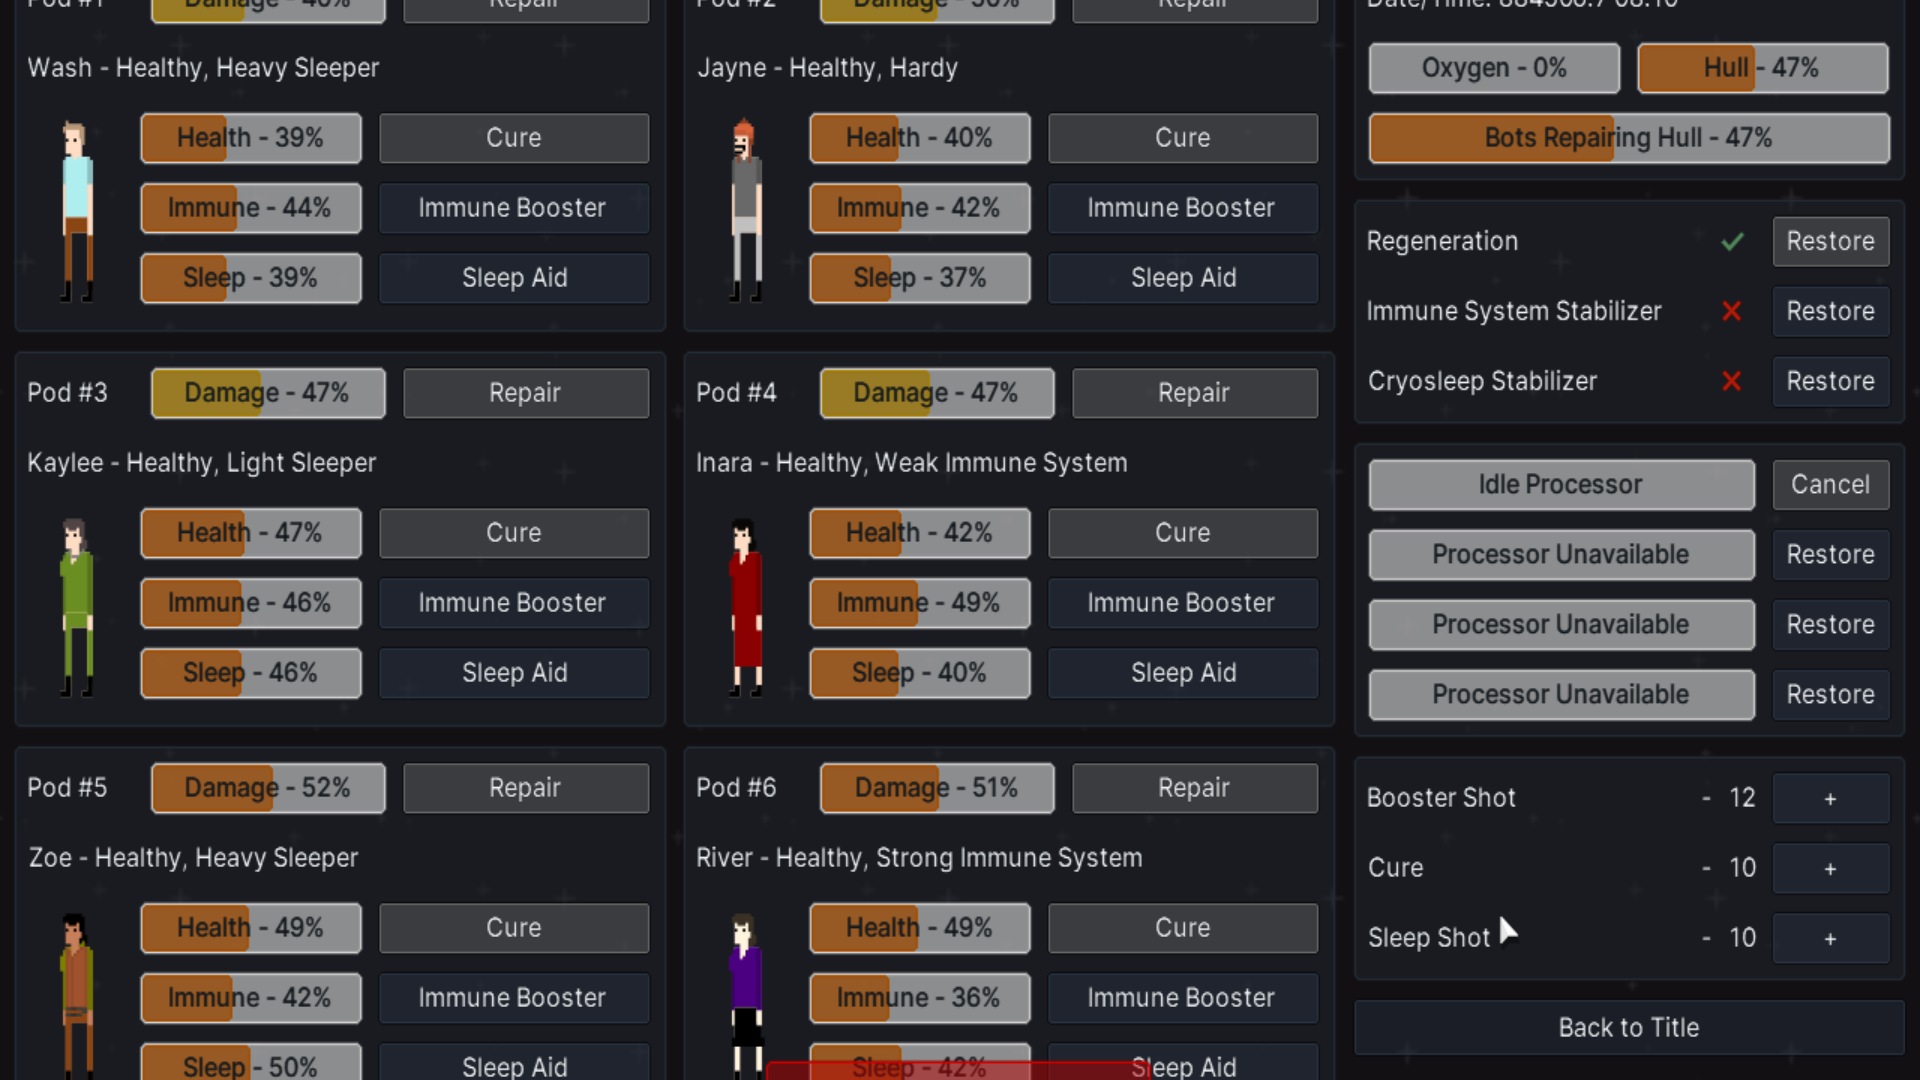 Pod #1 Damage - 46% Repair
Wash - Healthy, Heavy Sleeper
Health - 39% Cure
Immune - 44% Immune Booster
Sleep - 39% Sleep Aid
Pod #2 Damage - Repair
Jayne - Healthy, Hardy
Health - 40% Cure
Immune - 42% Immune Booster
Sleep - 37% Sleep Aid
Pod #3 Damage - 47% Repair
Kaylee - Healthy, Light Sleeper
Health - 47% Cure
Immune - 46% Immune Booster
Sleep - 46% Sleep Aid
Pod #4 Damage - 47% Repair
Inara - Healthy, Weak Immune System
Health - 42% Cure
Immune - 49% Immune Booster
Sleep - 40% Sleep Aid
Pod #5 Damage - 52% Repair
Zoe - Healthy, Heavy Sleeper
Health - 49% Cure
Immune - 42% Immune Booster
Sleep - 50% Sleep Aid
Pod #6 Damage - 51% Repair
River - Healthy, Strong Immune System
Health - 49% Cure
Immune - 36% Immune Booster
Sleep - 42% Sleep Aid
Date/Time:
Oxygen - 0% Hull - 47%
Bots Repairing Hull - 47%
Regeneration Restore
Immune System Stabilizer Restore
Cryosleep Stabilizer Restore
Idle Processor Cancel
Processor Unavailable Restore
Processor Unavailable Restore
Processor Unavailable Restore
Booster Shot - 12 +
Cure - 10 +
Sleep Shot - 10 +
Back to Title